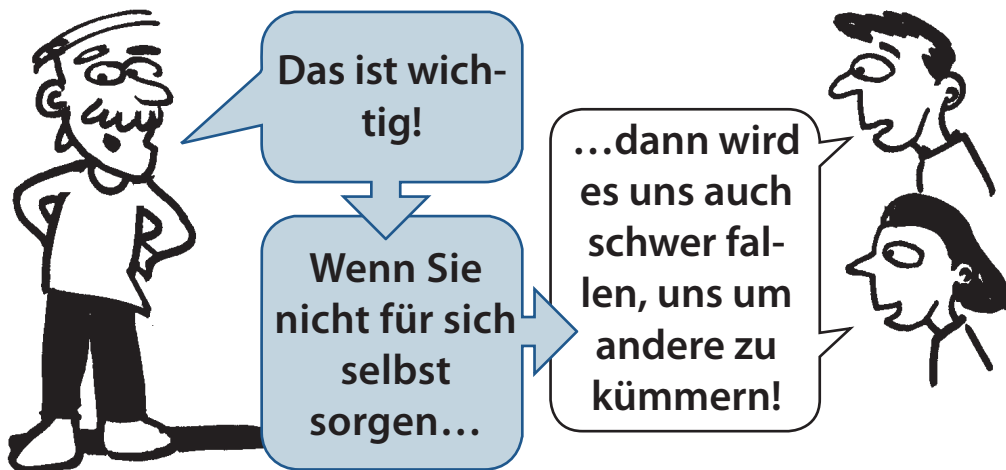 Das ist wich-
tig!
Wenn Sie
nicht für sich
selbst
sorgen…
…dann wird
es uns auch
schwer fal-
len, uns um
andere zu
kümmern!